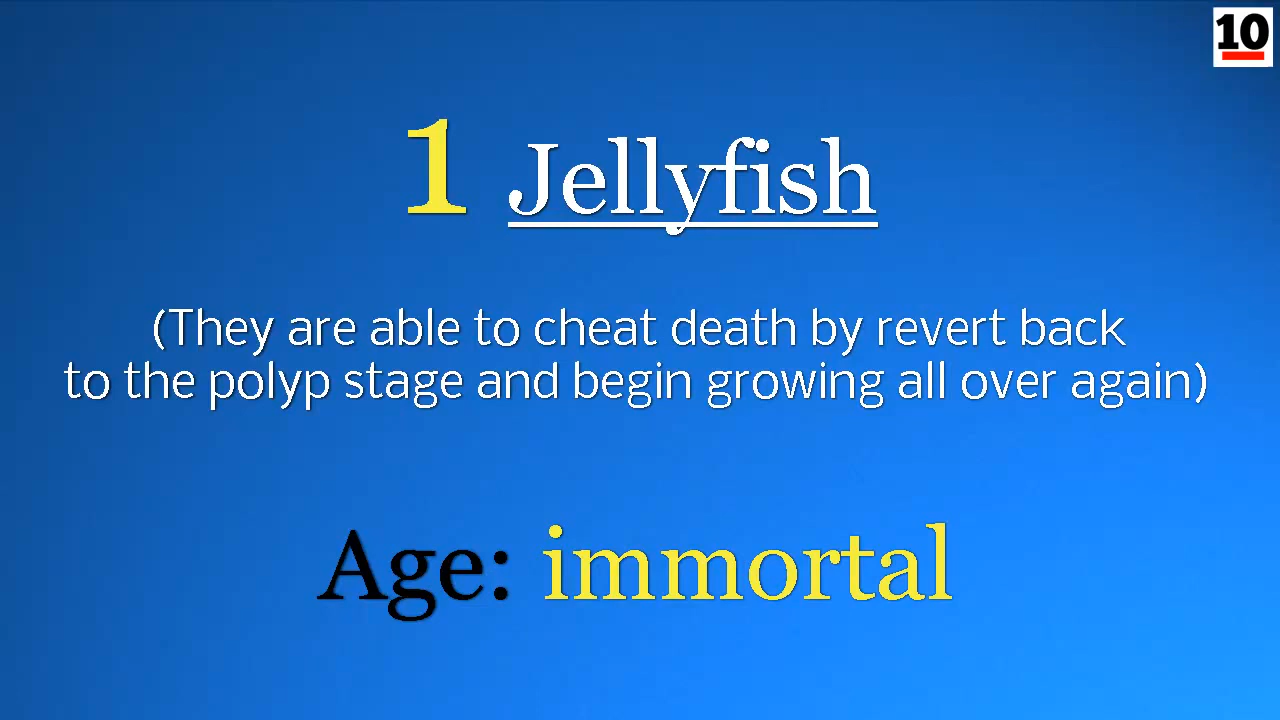 10
1 Jellyfish
(They are able to cheat death by revert back
to the polyp stage and begin growing all over again)
Age: immortal